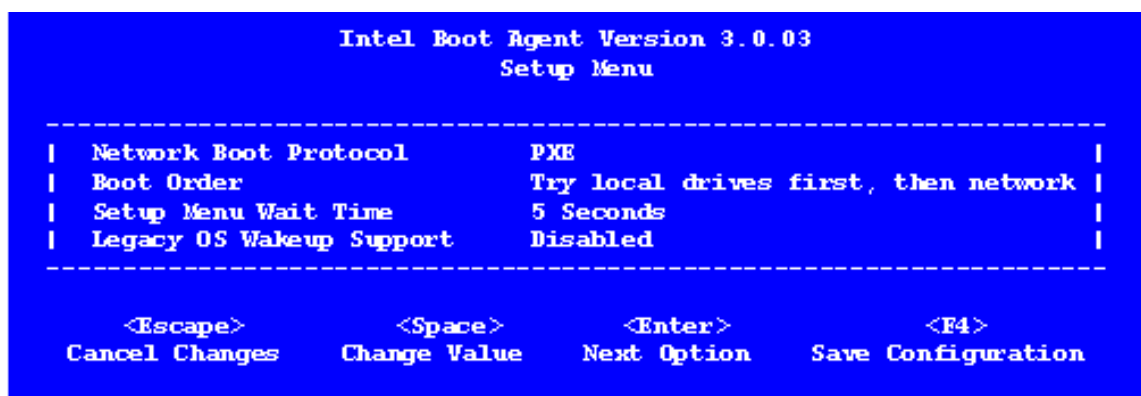 Intel Boot Agent Version 3.0.03
Setup Menu
Network Boot Protocol PXE
Boot Order Try local drives first, then network
Setup Menu Wait Time 5 Seconds
Legacy OS Wakeup Support Disabled
<Escape> <Space> <Enter> <F4>
Cancel Changes Change Value Next Option Save Configuration